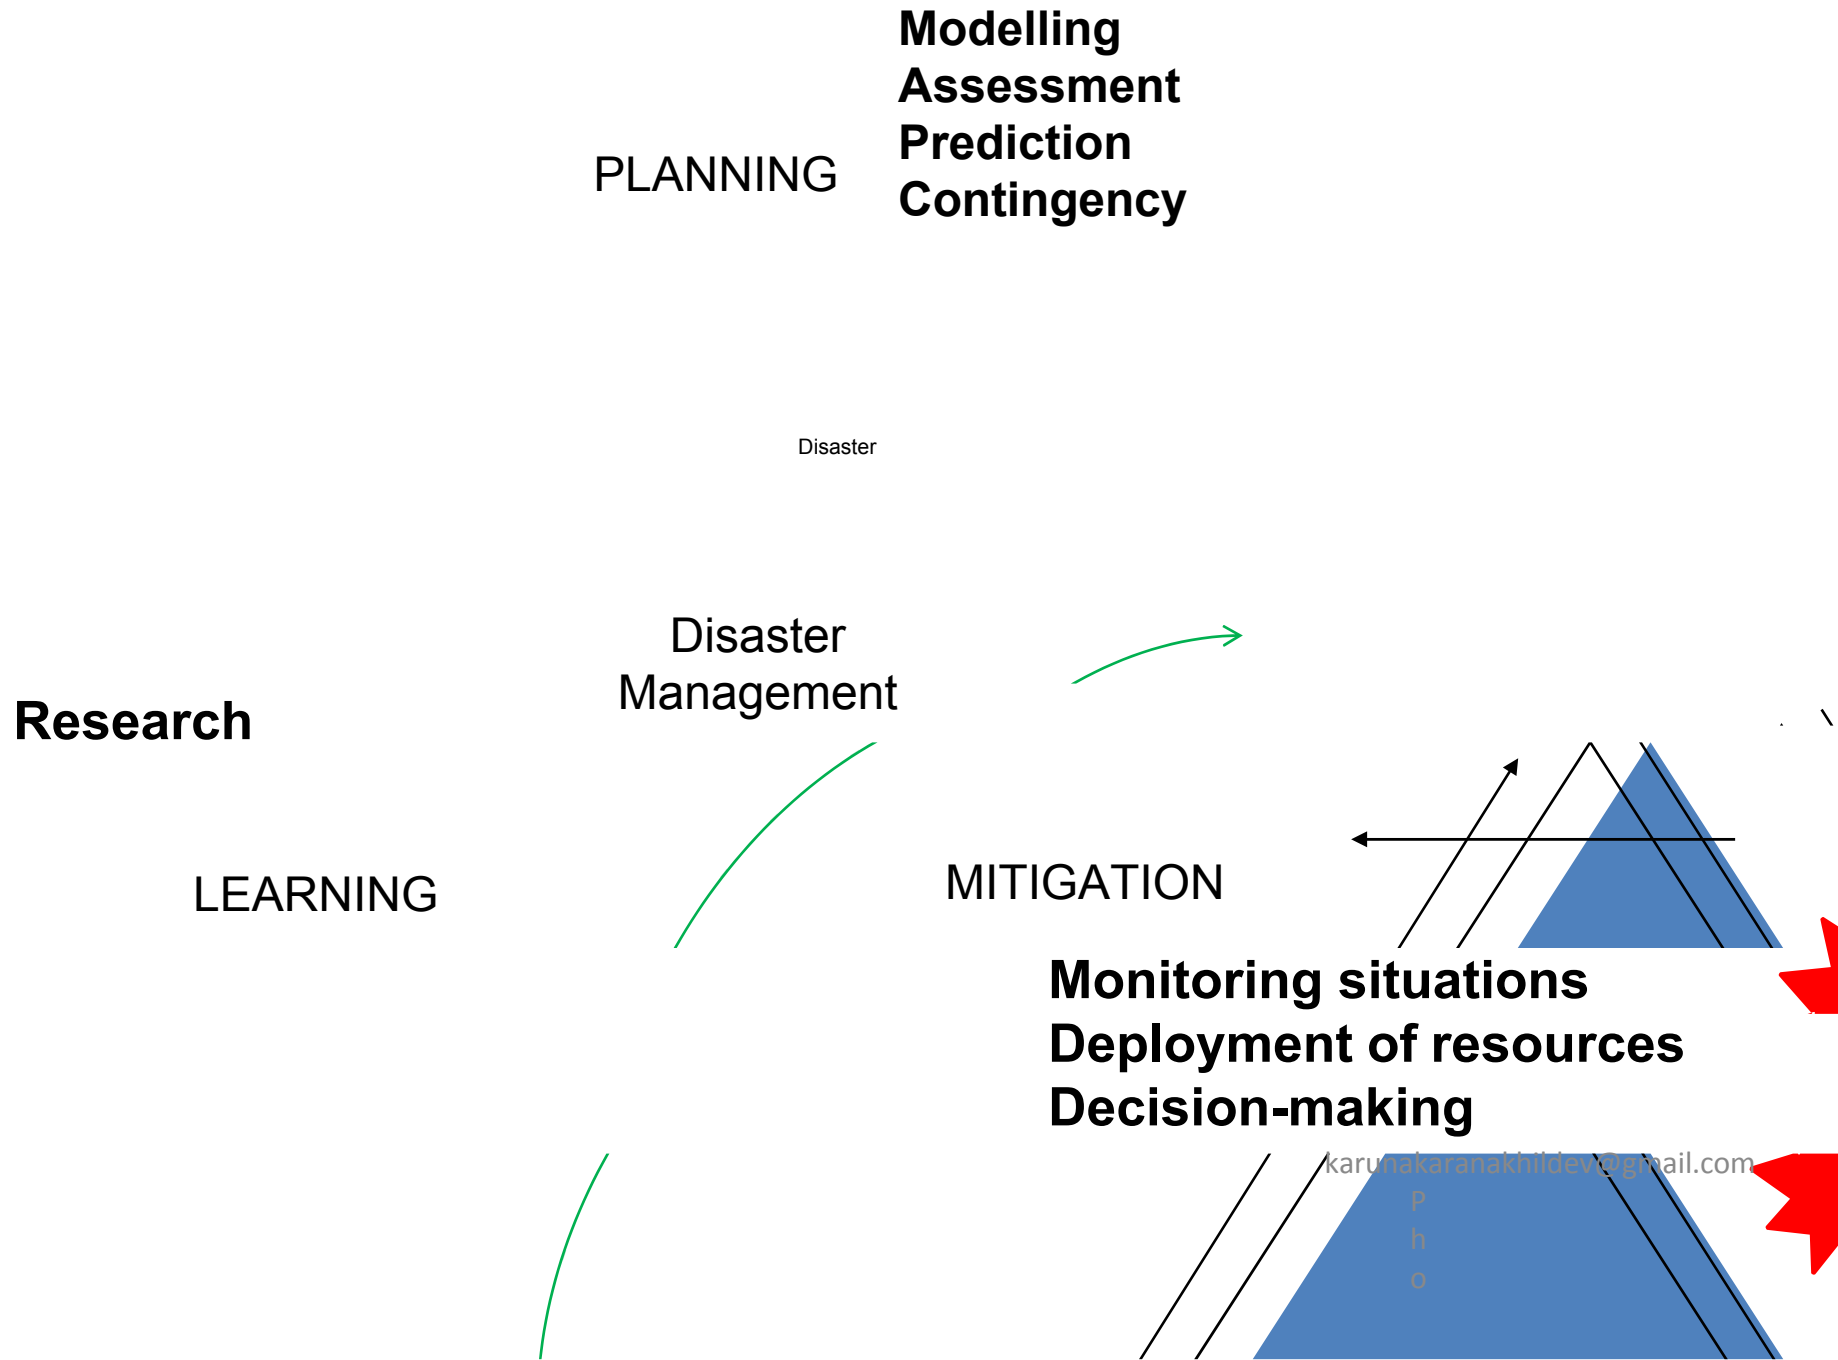 Modelling
Assessment
Prediction
Contingency
PLANNING
Disaster
Disaster
Management
Research
LEARNING
MITIGATION
Monitoring situations
Deployment of resources
Decision-making
karunakaranakhildev@gmail.com
P
h
o